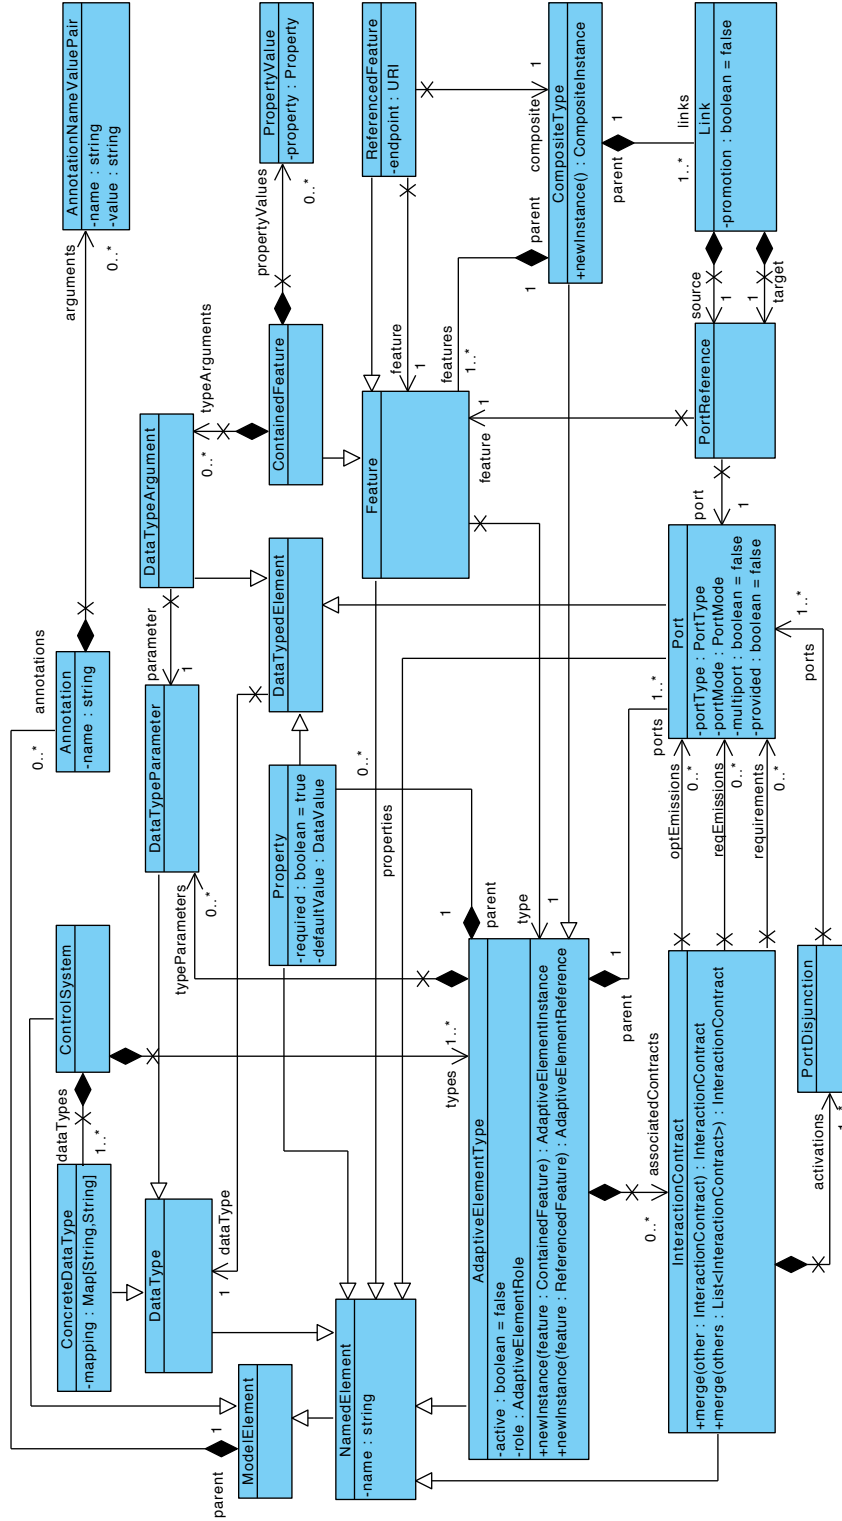 parent
1
annotations
0..*
Annotation
-name : string
arguments
0..*
AnnotationNameValuePair
-name : string
-value : string
ConcreteDataType
-mapping : Map[String,String]
dataTypes
1..*
ControlSystem
DataType
1
dataType
typeParameters
0..*
DataTypeParameter
parameter
1
DataTypeArgument
0..*
typeArguments
ModelElement
Property
-required : boolean = true
-defaultValue : DataValue
DataTypedElement
ContainedFeature
propertyValues
0..*
PropertyValue
-property : Property
NamedElement
-name : string
0..*
properties
Feature
feature
1
ReferencedFeature
-endpoint : URI
types
1..*
1
parent
features
1..*
AdaptiveElementType
-active : boolean = false
-role : AdaptiveElementRole
+newInstance(feature : ContainedFeature) : AdaptiveElementInstance
+newInstance(feature : ReferencedFeature) : AdaptiveElementReference
type
1
feature
1
1
parent
composite
1
CompositeType
+newInstance() : CompositeInstance
parent
1
parent
1
0..*
associatedContracts
ports
1..*
links
1..*
InteractionContract
+merge(other : InteractionContract) : InteractionContract
+merge(others : List<InteractionContract>) : InteractionContract
optEmissions
0..*
reqEmissions
0..*
requirements
0..*
Port
-portType : PortType
-portMode : PortMode
-multiport : boolean = false
-provided : boolean = false
port
1
PortReference
source
1
1
target
Link
-promotion : boolean = false
activations
1..*
PortDisjunction
ports
1..*